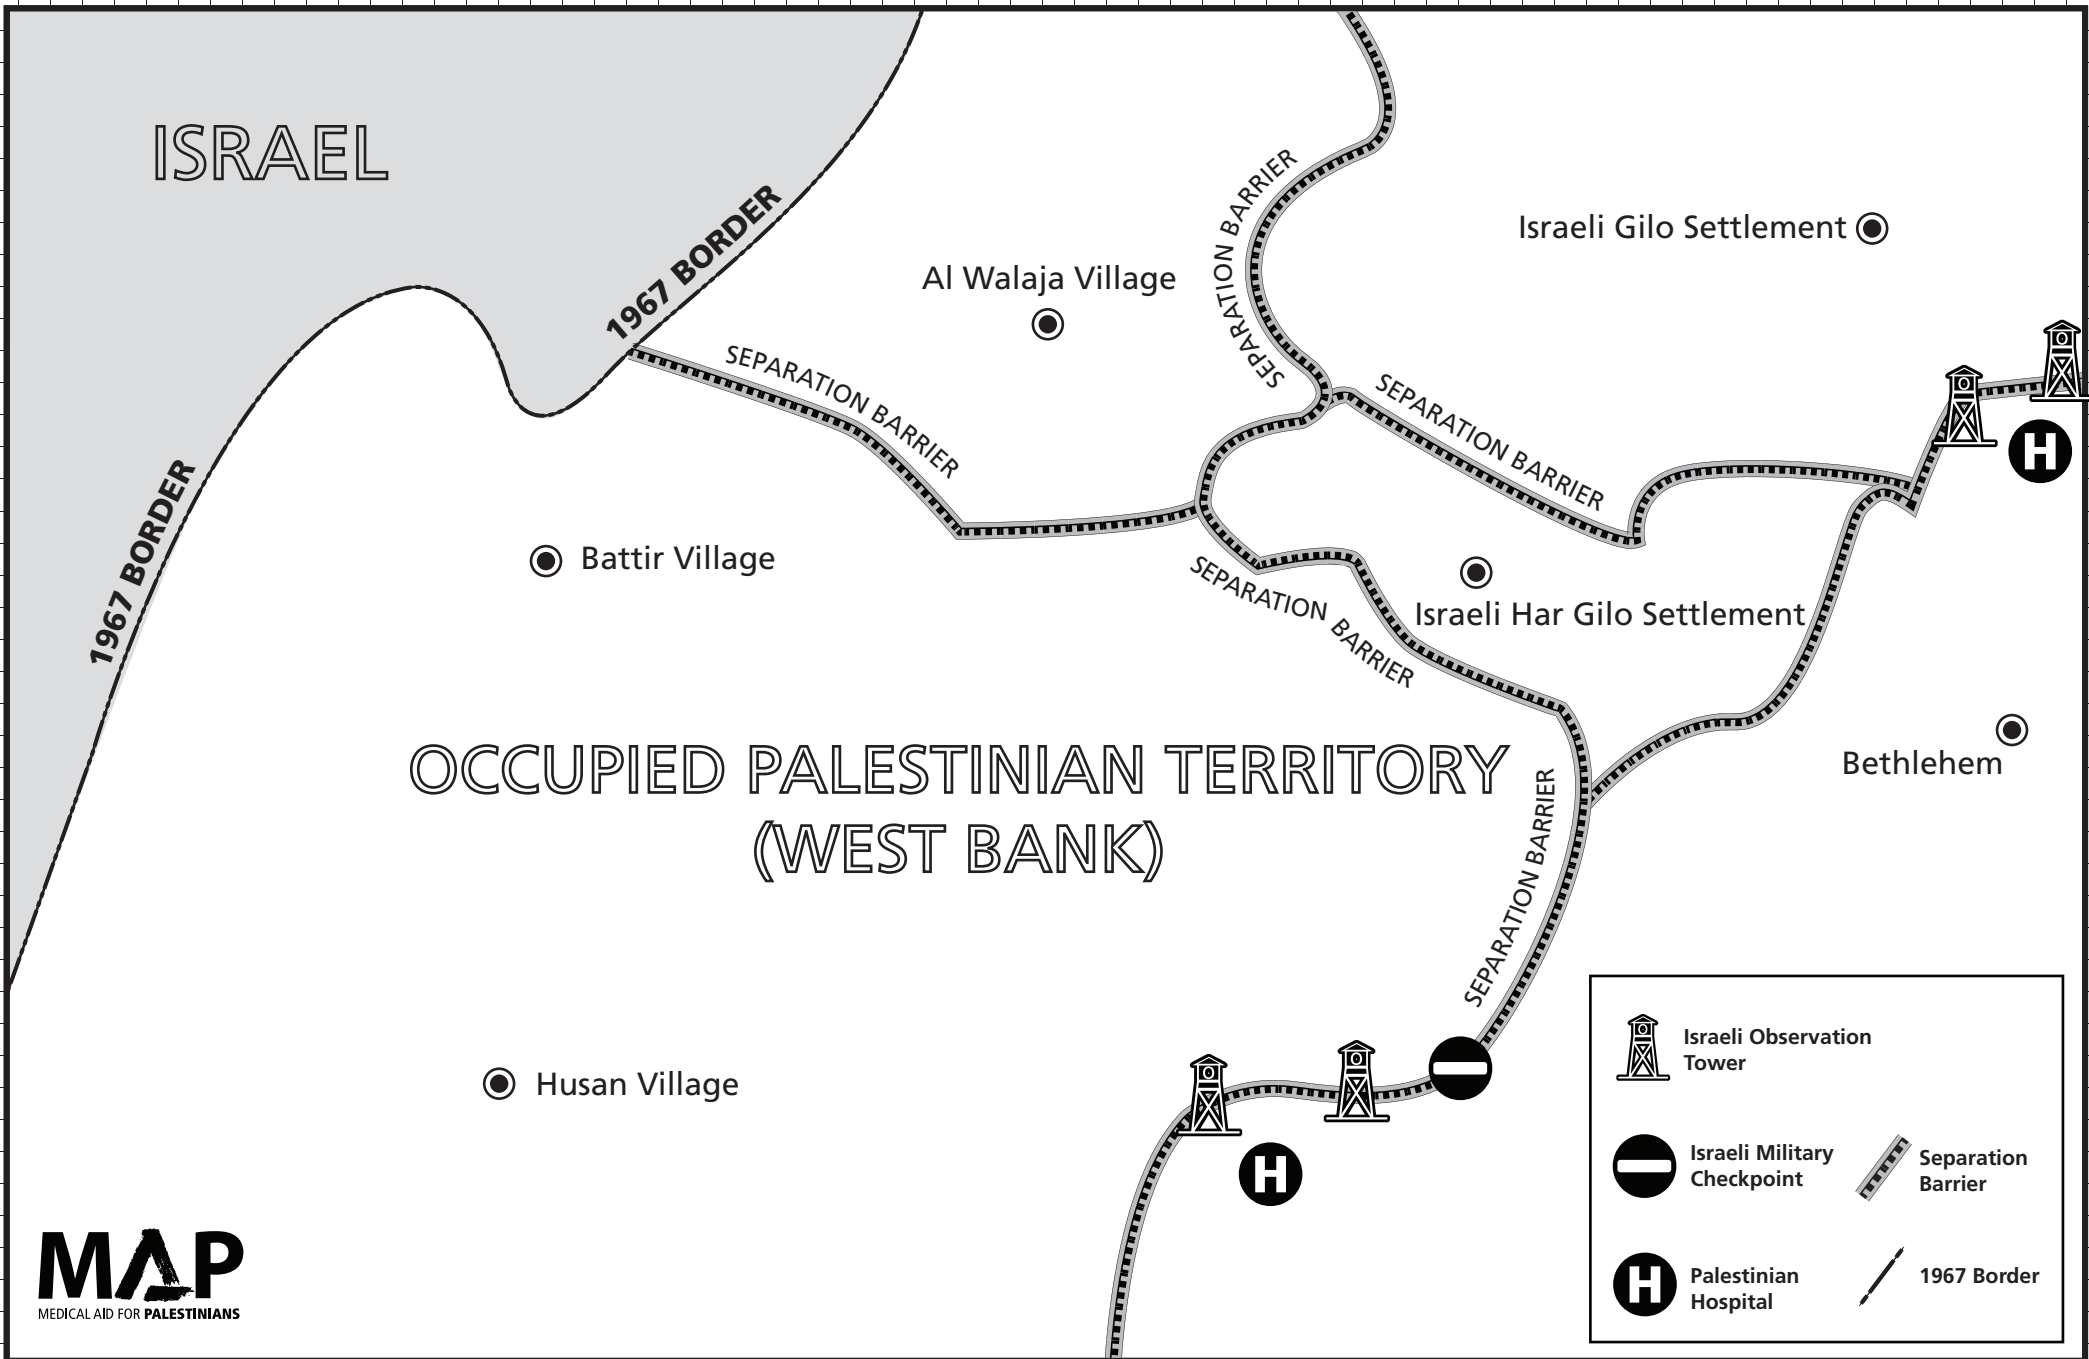 ISRAEL
1967 BORDER
1967 BORDER
SEPARATION BARRIER
Al Walaja Village
SEPARATION BARRIER
Israeli Gilo Settlement
SEPARATION BARRIER
H
Battir Village
SEPARATION BARRIER
Israeli Har Gilo Settlement
OCCUPIED PALESTINIAN TERRITORY
(WEST BANK)
Bethlehem
SEPARATION BARRIER
Husan Village
H
Israeli Observation
Tower
Israeli Military
Checkpoint
Separation
Barrier
H
Palestinian
Hospital
1967 Border
MAP
MEDICAL AID FOR PALESTINIANS